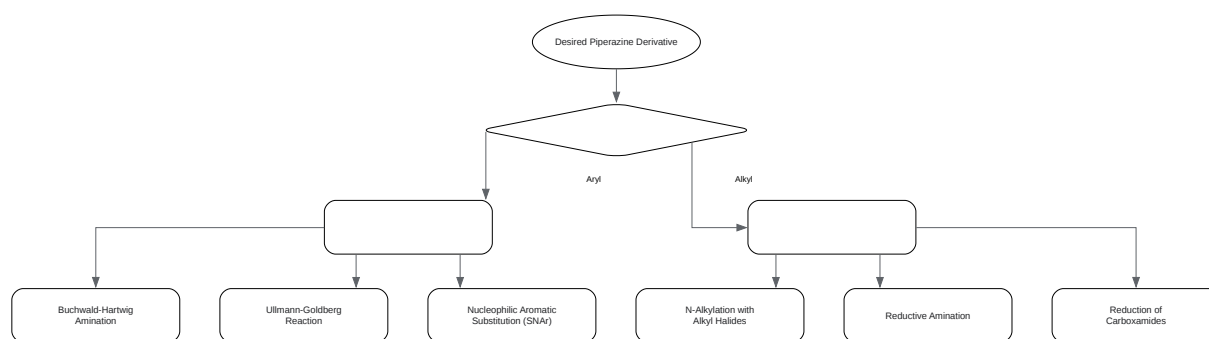 Desired Piperazine Derivative
Aryl
Alkyl
Buchwald-Hartwig
Amination
Ullmann-Goldberg
Reaction
Nucleophilic Aromatic
Substitution (SNAr)
N-Alkylation with
Alkyl Halides
Reductive Amination
Reduction of
Carboxamides